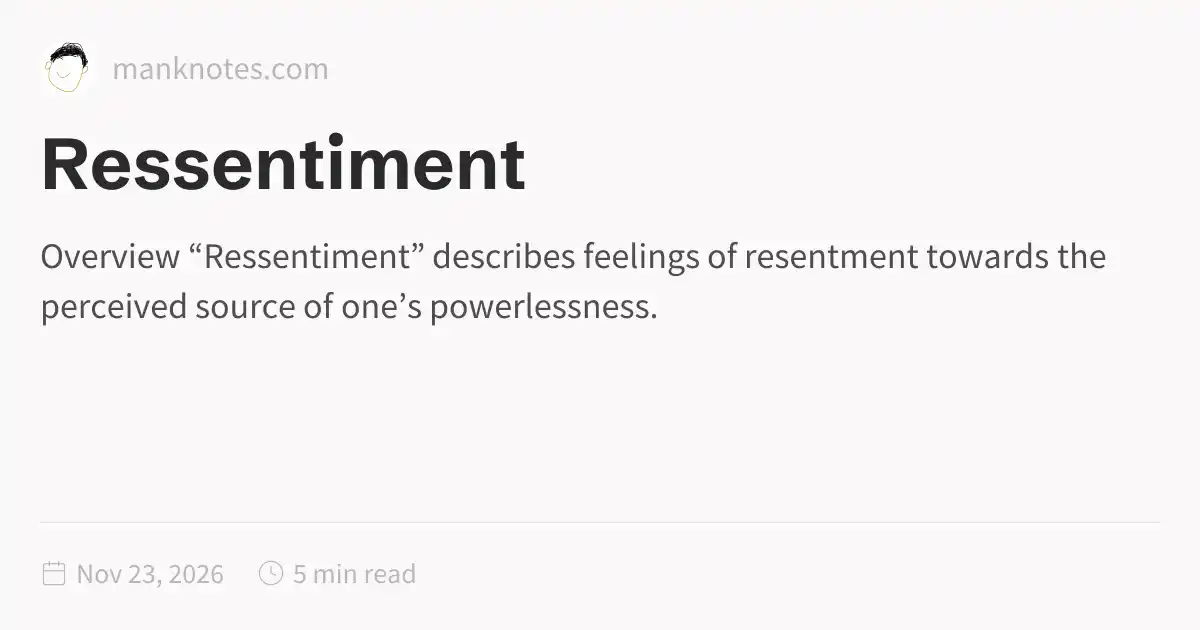 manknotes.com
Ressentiment
Overview “Ressentiment” describes feelings of resentment towards the
perceived source of one’s powerlessness.
Nov 23, 2026 5 min read